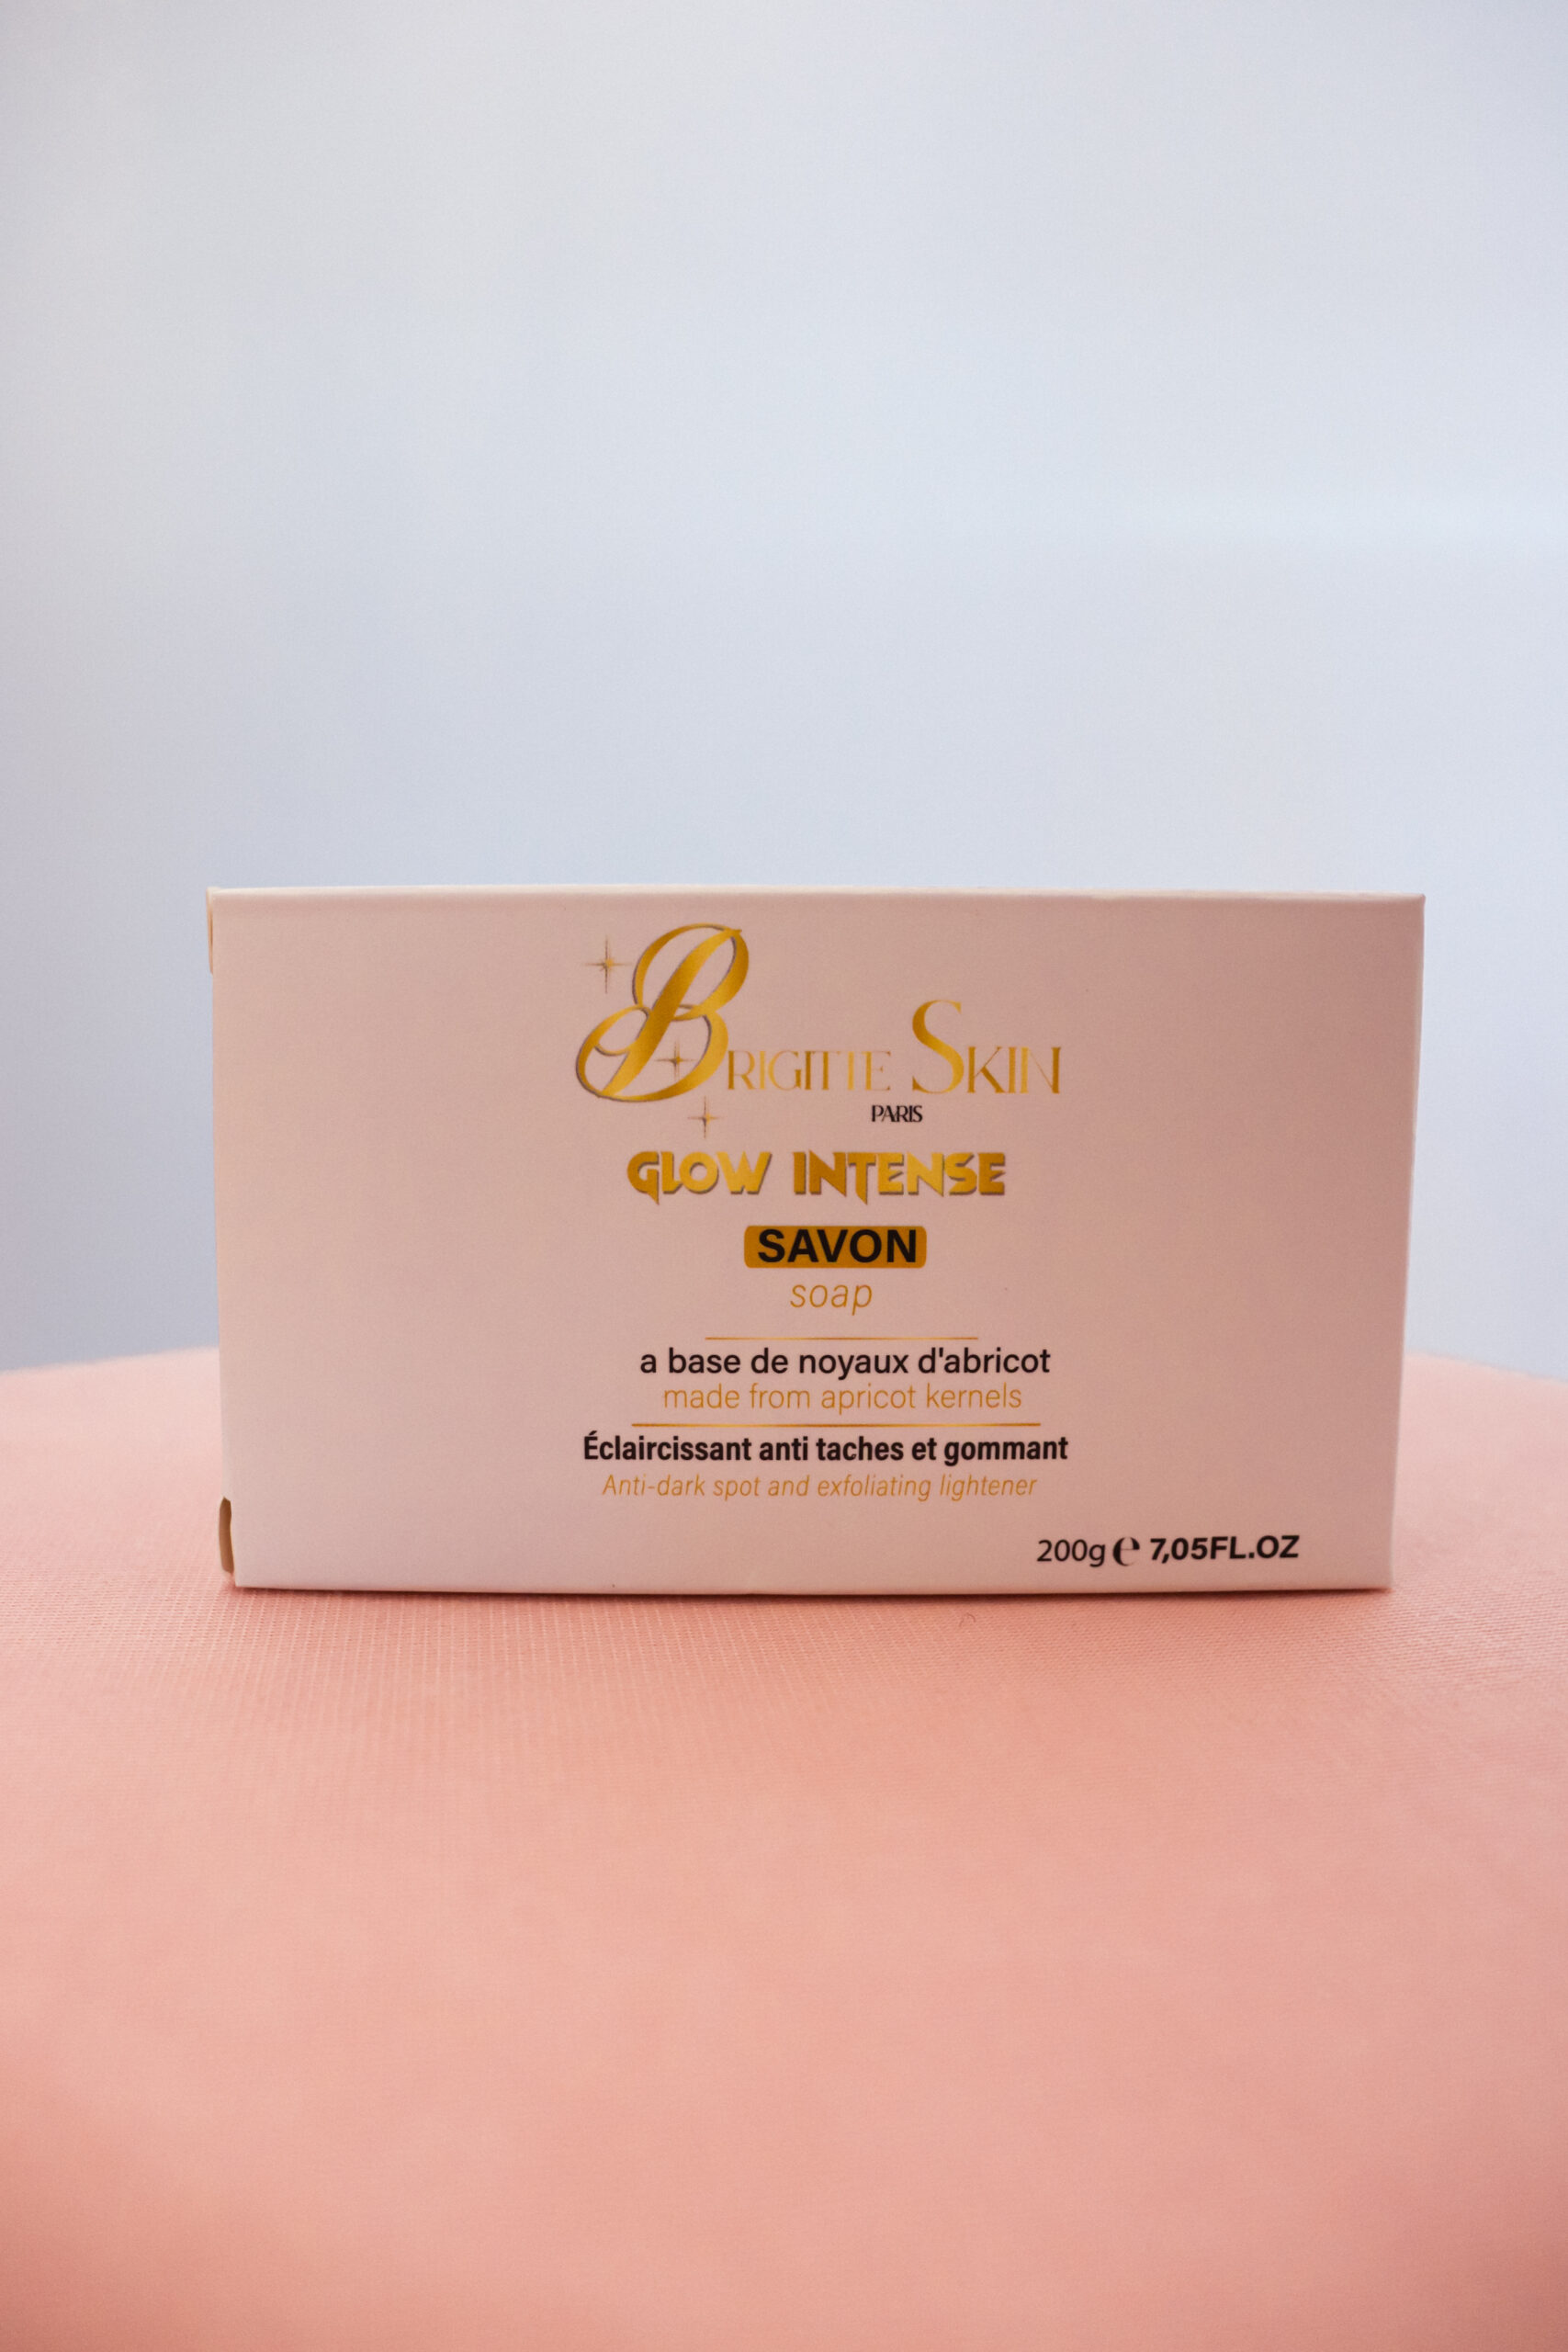 BRIGITTE SKIN
PARIS
GLOW INTENSE
SAVON
soap
a base de noyaux d'abricot
made from apricot kernels
Éclaircissant anti taches et gommant
Anti-dark spot and exfoliating lightener
200g ℮ 7,05FL.OZ